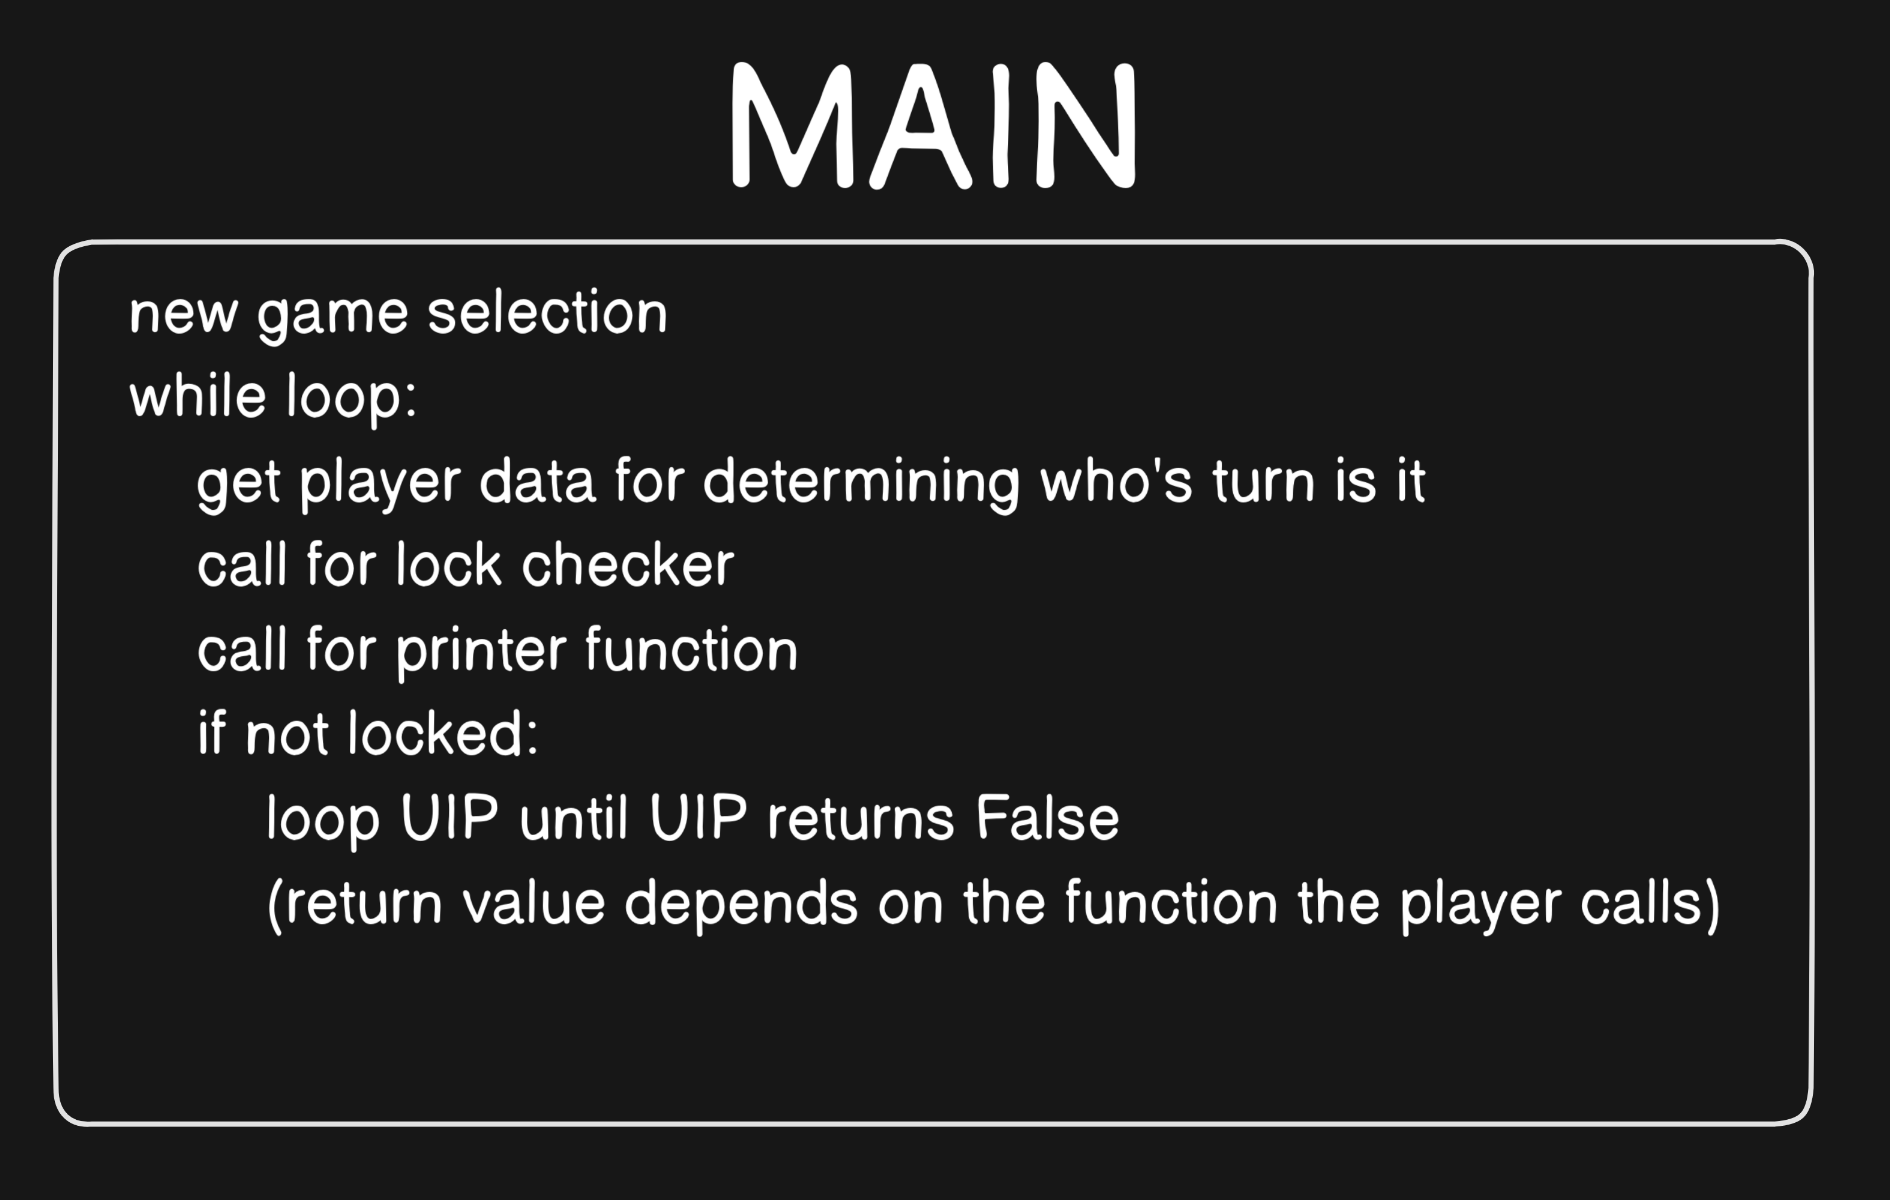 MAIN
new game selection
while loop:
get player data for determining who's turn is it
call for lock checker
call for printer function
if not locked:
loop UIP until UIP returns False
(return value depends on the function the player calls)